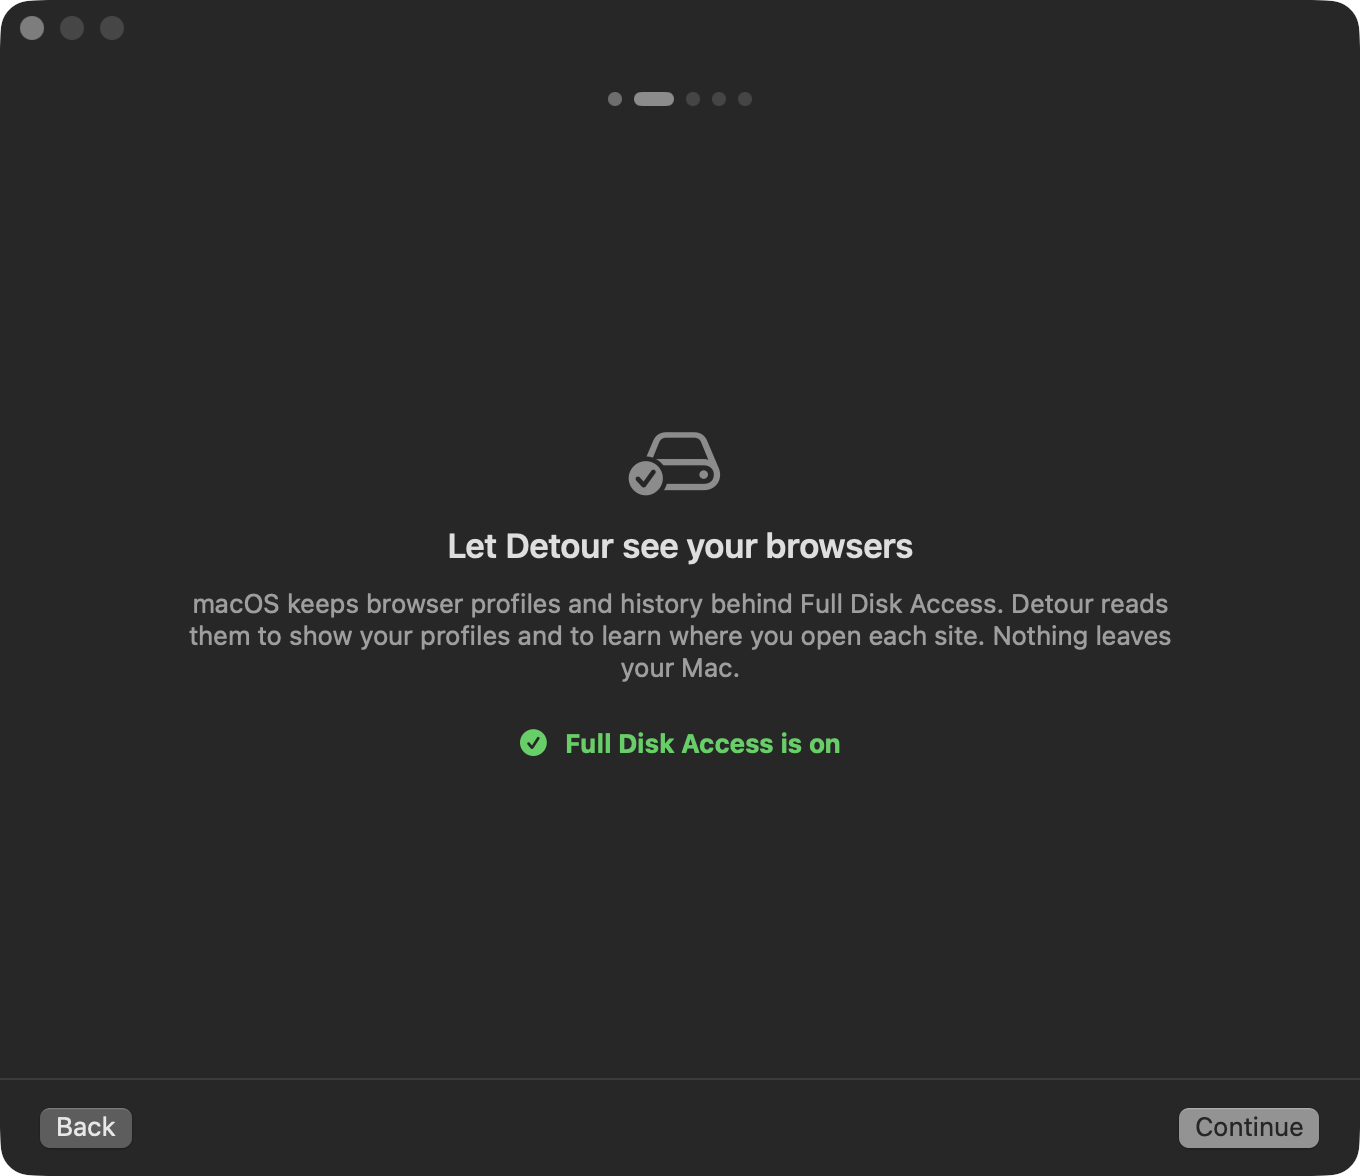 Let Detour see your browsers
macOS keeps browser profiles and history behind Full Disk Access. Detour reads
them to show your profiles and to learn where you open each site. Nothing leaves
your Mac.
Full Disk Access is on
Back
Continue